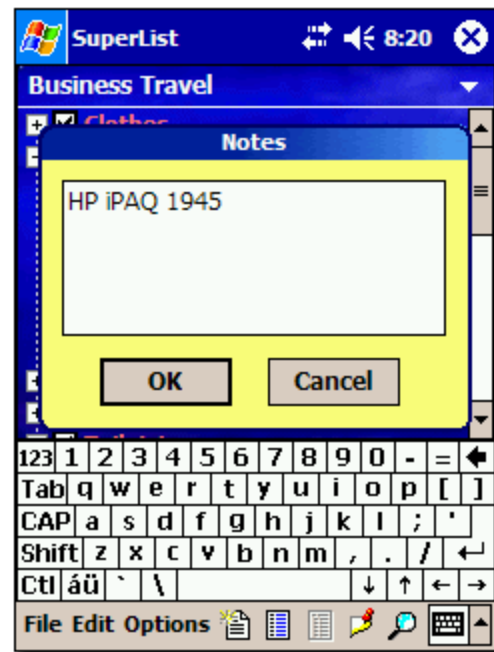 SuperList 8:20
Business Travel
Clothes
Notes
HP iPAQ 1945
OK Cancel
123 1 2 3 4 5 6 7 8 9 0 - =
Tab q w e r t y u i o p [ ]
CAP a s d f g h j k l ; '
Shift z x c v b n m , . /
Ctl áü ` \
File Edit Options